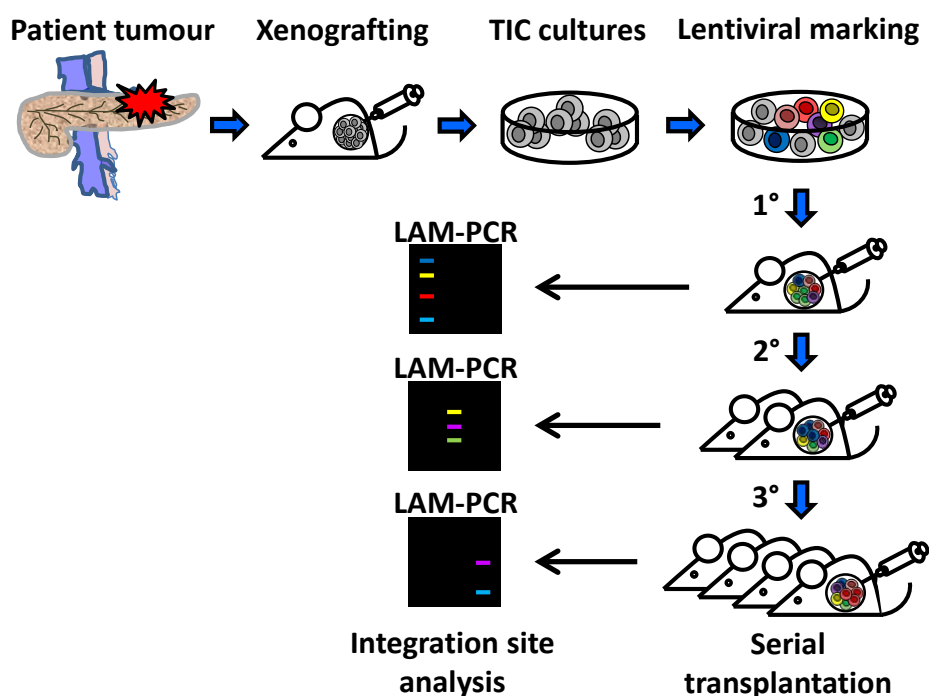 Patient tumour
Xenografting
TIC cultures
Lentiviral marking
1°
LAM-PCR
2°
LAM-PCR
3°
LAM-PCR
Integration site
analysis
Serial
transplantation